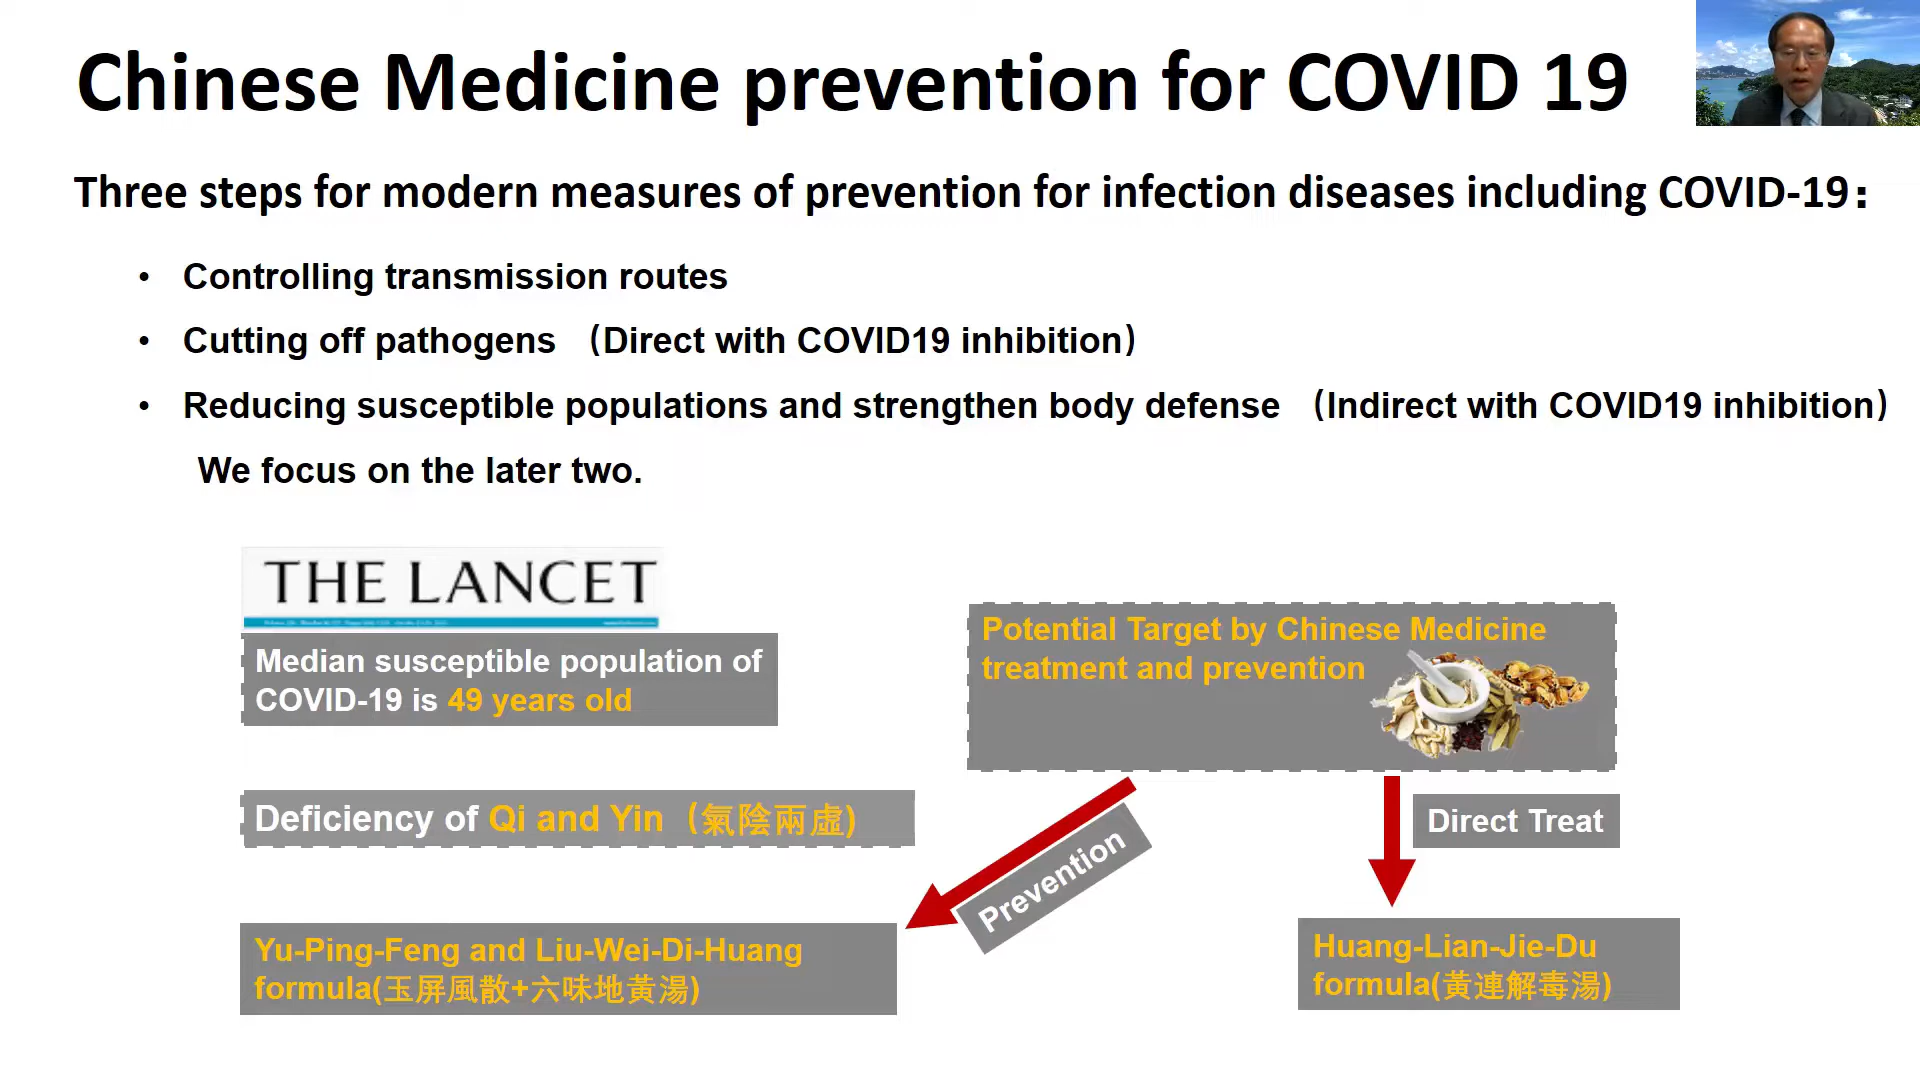 Chinese Medicine prevention for COVID 19
Three steps for modern measures of prevention for infection diseases including COVID-19：
• Controlling transmission routes
• Cutting off pathogens （Direct with COVID19 inhibition）
• Reducing susceptible populations and strengthen body defense （Indirect with COVID19 inhibition）
We focus on the later two.
THE LANCET
Median susceptible population of
COVID-19 is 49 years old
Potential Target by Chinese Medicine
treatment and prevention
Deficiency of Qi and Yin（氣陰兩虛)
Prevention
Direct Treat
Yu-Ping-Feng and Liu-Wei-Di-Huang
formula(玉屏風散+六味地黃湯)
Huang-Lian-Jie-Du
formula(黃連解毒湯)